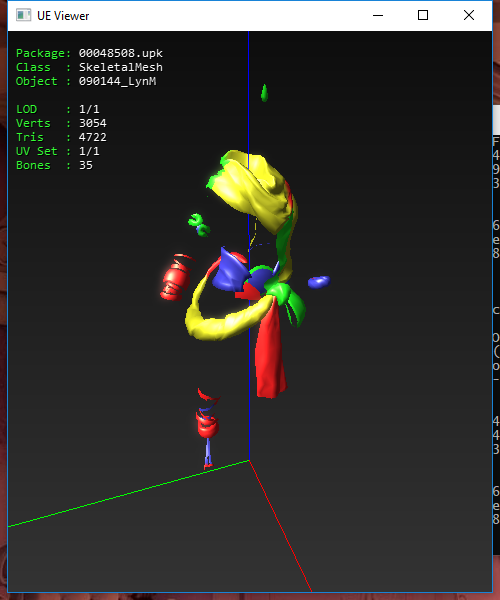 UE Viewer
Package: 00048508.upk
Class  : SkeletalMesh
Object : 090144_LynM
LOD    : 1/1
Verts  : 3054
Tris   : 4722
UV Set : 1/1
Bones  : 35